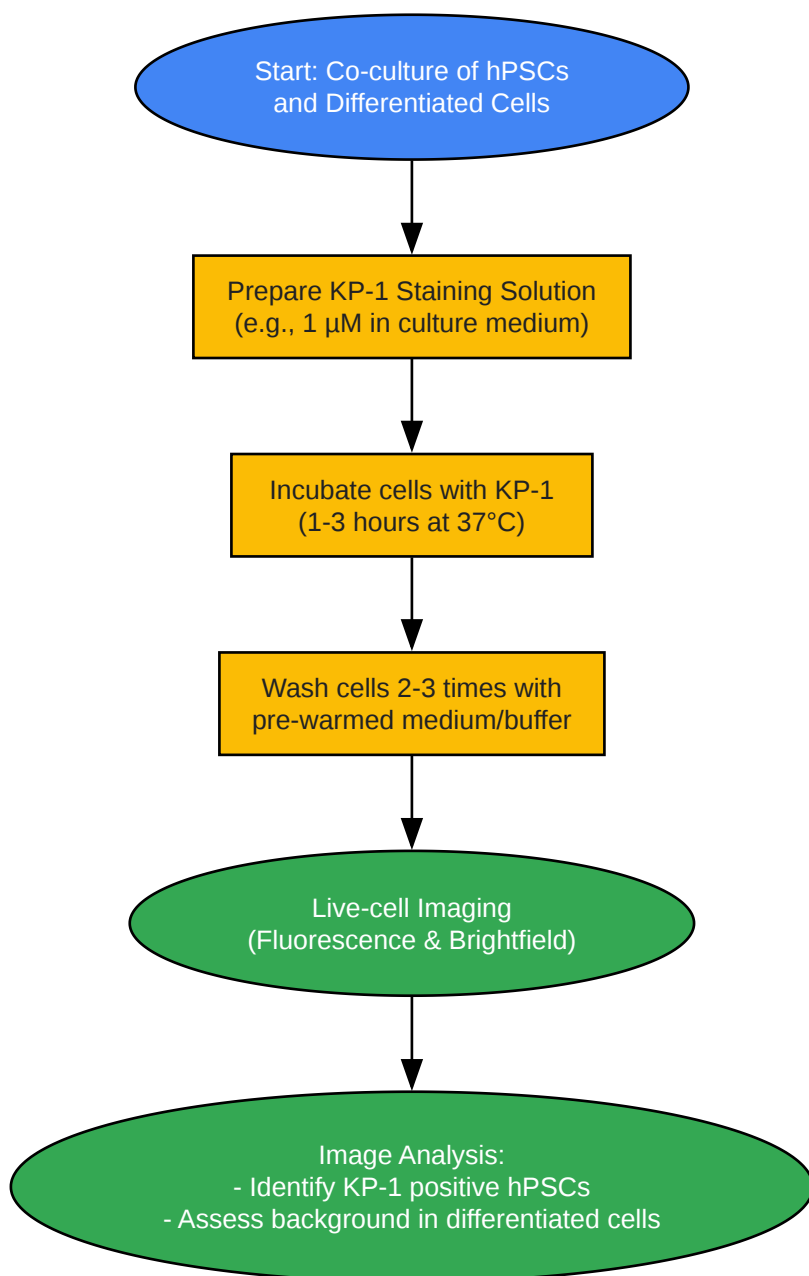 Start: Co-culture of hPSCs
and Differentiated Cells
Prepare KP-1 Staining Solution
(e.g., 1 µM in culture medium)
Incubate cells with KP-1
(1-3 hours at 37°C)
Wash cells 2-3 times with
pre-warmed medium/buffer
Live-cell Imaging
(Fluorescence & Brightfield)
Image Analysis:
- Identify KP-1 positive hPSCs
- Assess background in differentiated cells